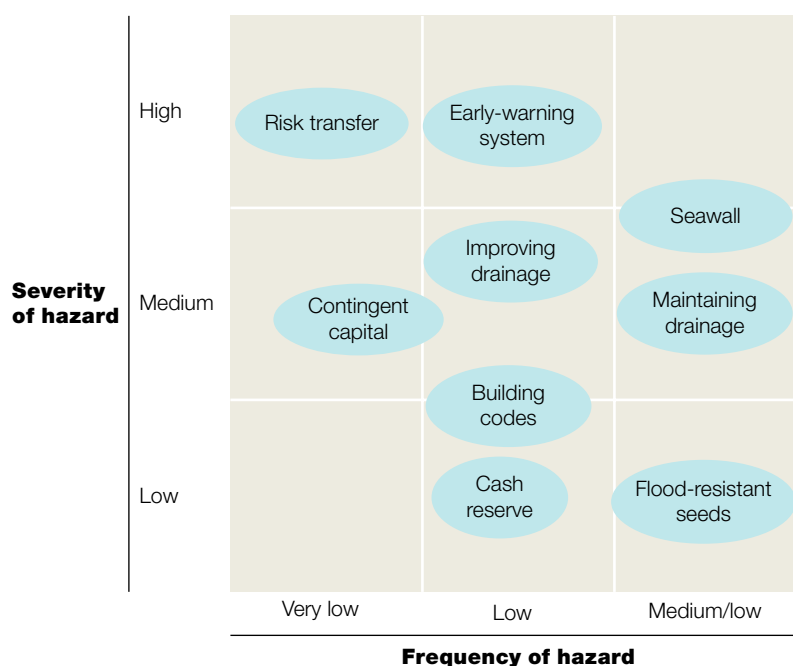 High
Risk transfer
Early-warning
system
Seawall
Severity
of hazard
Medium
Improving
drainage
Contingent
capital
Maintaining
drainage
Building
codes
Low
Cash
reserve
Flood-resistant
seeds
Very low
Low
Medium/low
Frequency of hazard